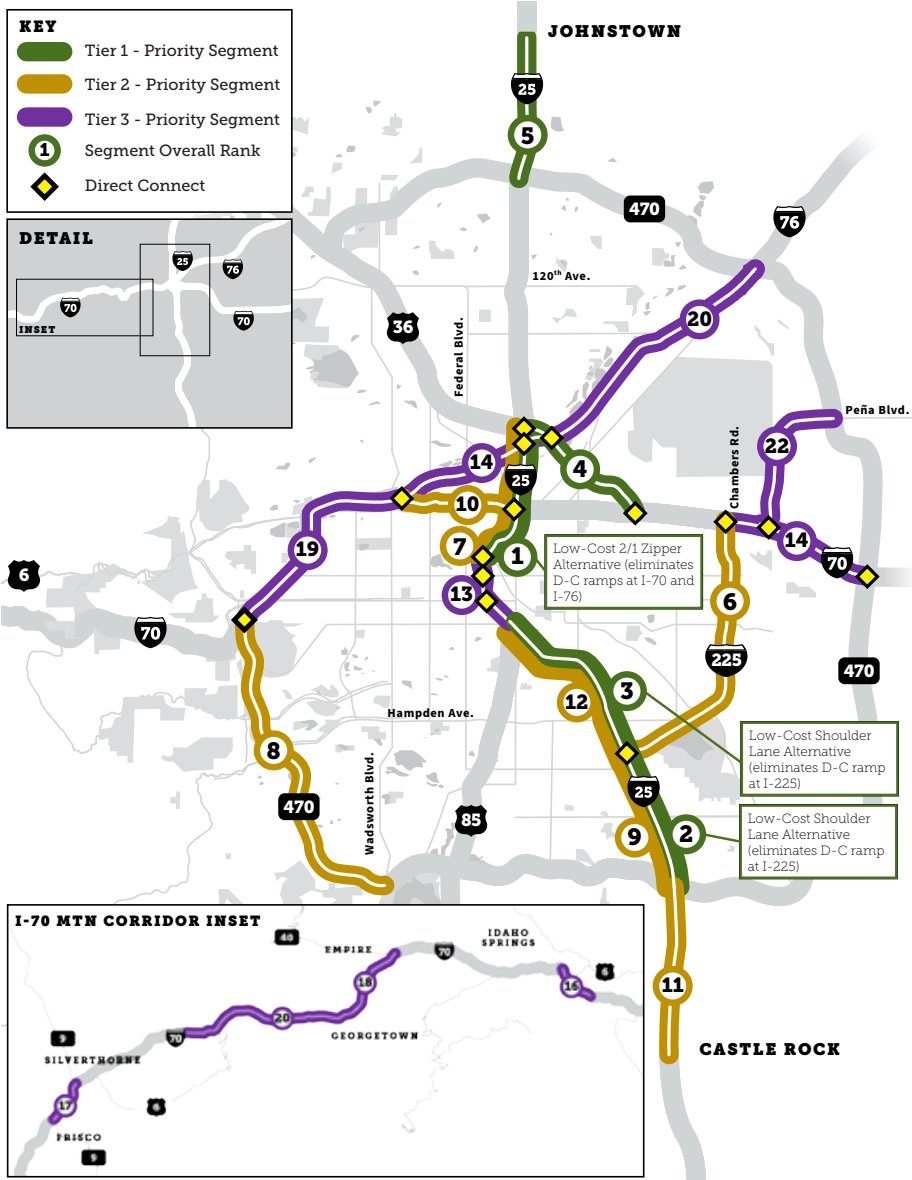 KEY
Tier 1 - Priority Segment
Tier 2 - Priority Segment
Tier 3 - Priority Segment
1 Segment Overall Rank
Direct Connect
DETAIL
25
76
70
70
INSET
JOHNSTOWN
25
5
470
76
120th Ave.
36
Federal Blvd.
20
Peña Blvd.
Chambers Rd.
22
14
4
25
10
14
19
7
1
Low-Cost 2/1 Zipper
Alternative (eliminates
D-C ramps at I-70 and
I-76)
70
6
13
6
70
225
470
3
12
Hampden Ave.
Low-Cost Shoulder
Lane Alternative
(eliminates D-C ramp
at I-225)
8
470
Wadsworth Blvd.
85
25
9
2
Low-Cost Shoulder
Lane Alternative
(eliminates D-C ramp
at I-225)
11
CASTLE ROCK
I-70 MTN CORRIDOR INSET
40
EMPIRE
70
IDAHO
SPRINGS
18
6
16
20
GEORGETOWN
9
70
SILVERTHORNE
17
6
FRISCO
9